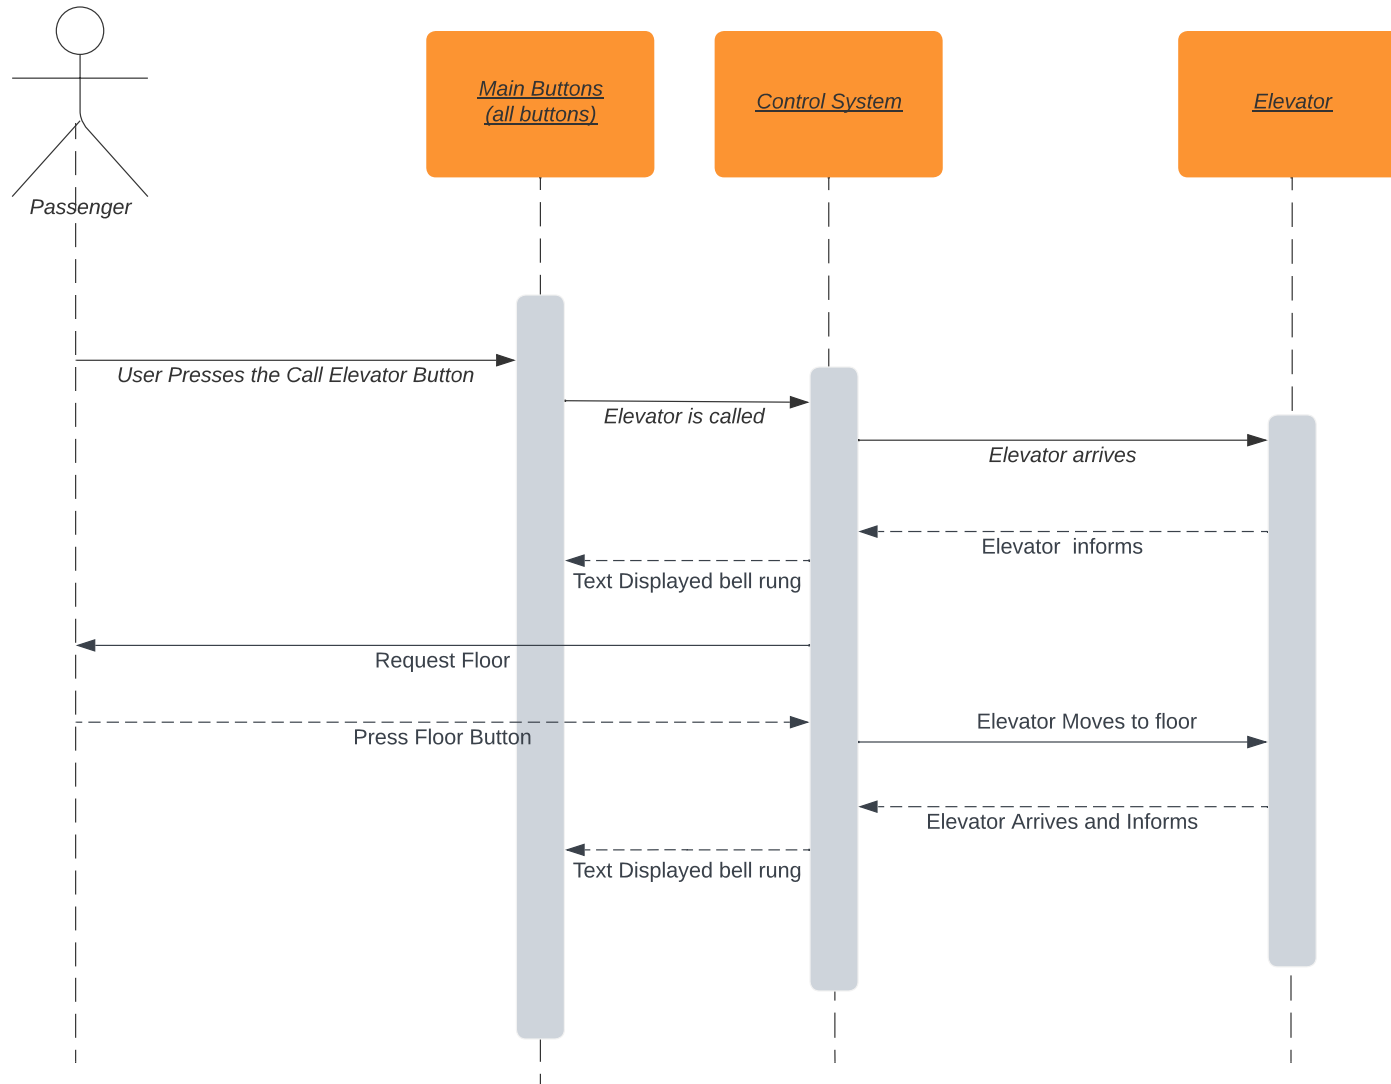 Main Buttons
(all buttons)
Control System
Elevator
Passenger
User Presses the Call Elevator Button
Elevator is called
Elevator arrives
Elevator  informs
Text Displayed bell rung
Request Floor
Press Floor Button
Elevator Moves to floor
Elevator Arrives and Informs
Text Displayed bell rung